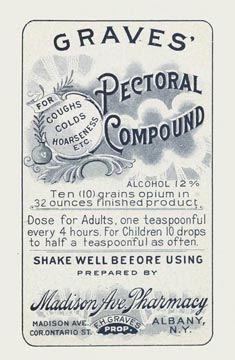 GRAVES'
PECTORAL
COMPOUND
FOR
COUGHS
COLDS
HOARSENESS
ETC.
ALCOHOL 12%
Ten (10) grains opium in
32 ounces finished product.
Dose for Adults, one teaspoonful
every 4 hours. For Children 10 drops
to half a teaspoonful as often.
SHAKE WELL BEFORE USING
PREPARED BY
Madison Ave. Pharmacy
MADISON AVE.
COR. ONTARIO ST.
F.H. GRAVES
PROP.
ALBANY,
N.Y.